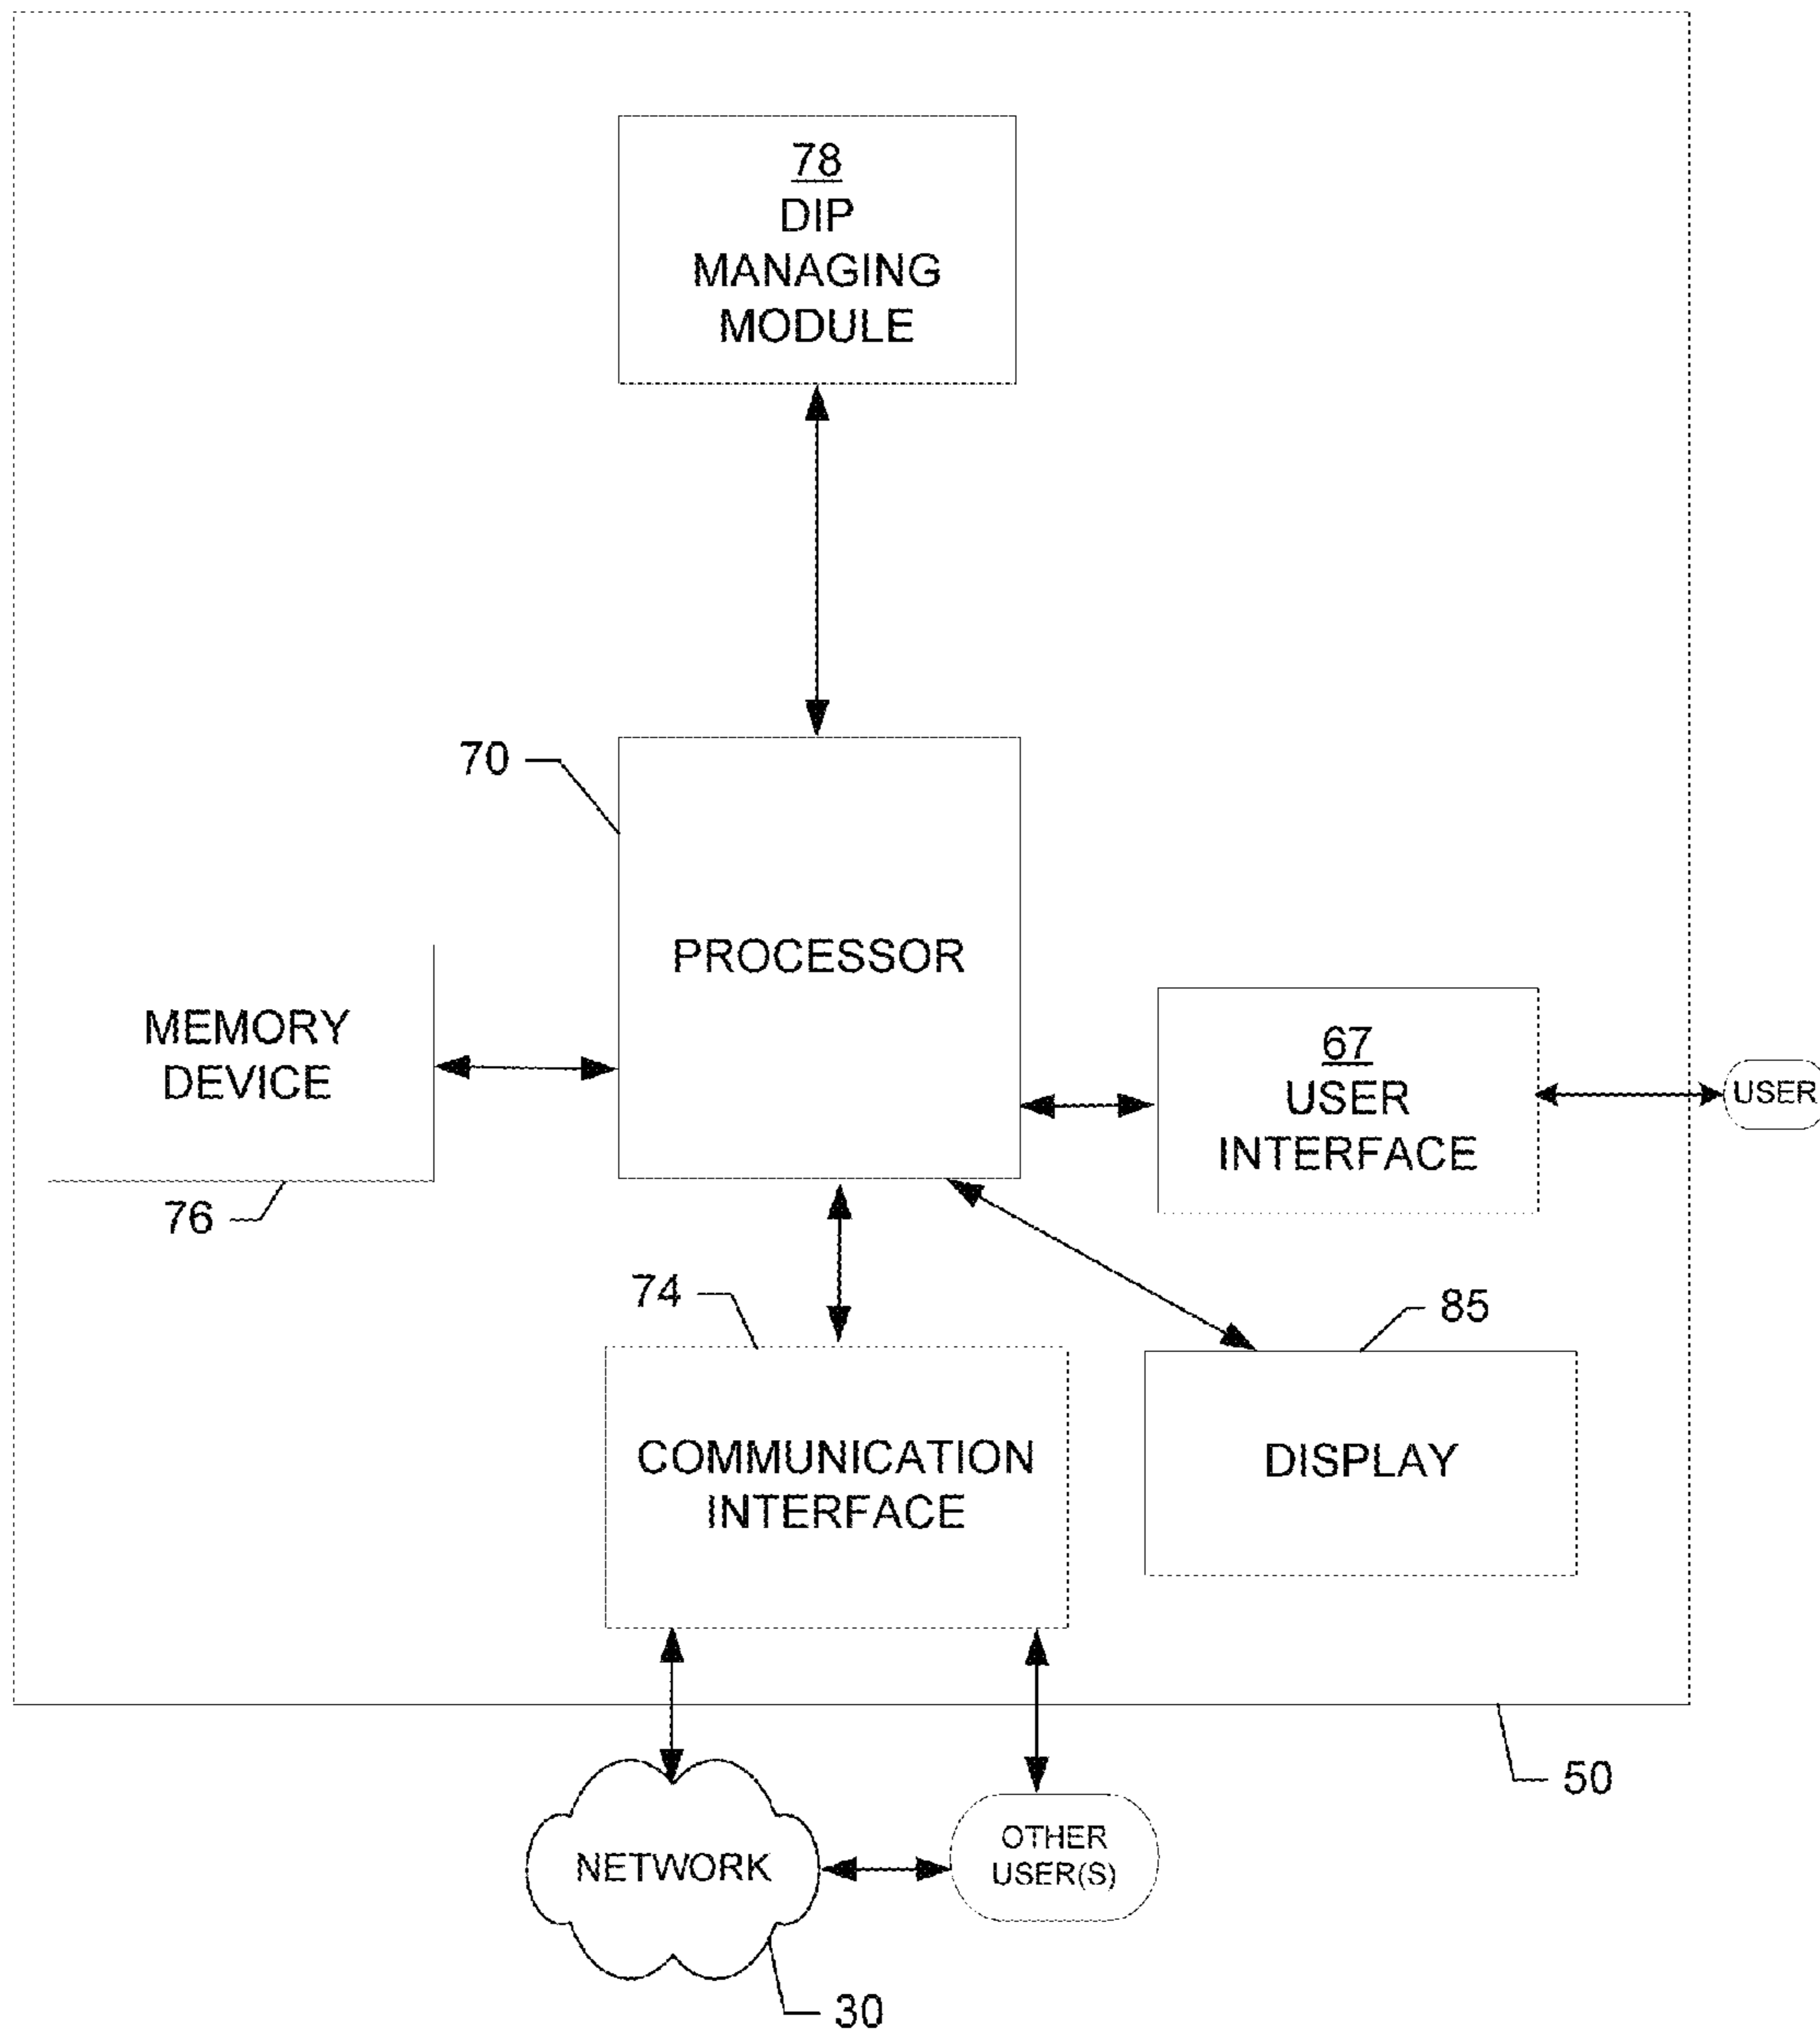 78
DIP
MANAGING
MODULE
70
PROCESSOR
MEMORY
DEVICE
67
USER
INTERFACE
USER
76
74
85
COMMUNICATION
INTERFACE
DISPLAY
50
NETWORK
OTHER
USER(S)
30